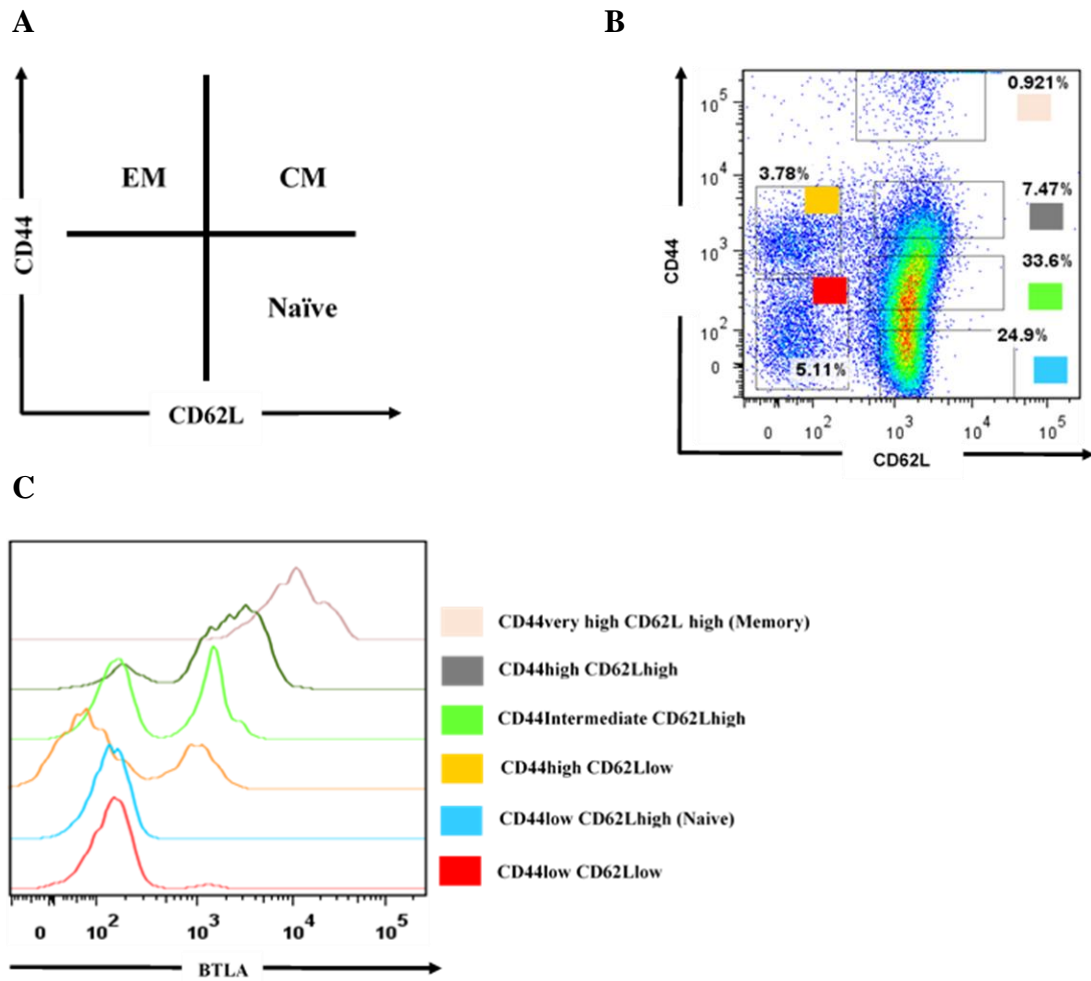 A
CD44
EM
CM
Naïve
CD62L
B
CD44
10^5
10^4
10^3
10^2
0
0.921%
3.78%
7.47%
33.6%
24.9%
5.11%
0
10^2
10^3
10^4
10^5
CD62L
C
CD44very high CD62L high (Memory)
CD44high CD62Lhigh
CD44Intermediate CD62Lhigh
CD44high CD62Llow
CD44low CD62Lhigh (Naive)
CD44low CD62Llow
0
10^2
10^3
10^4
10^5
BTLA